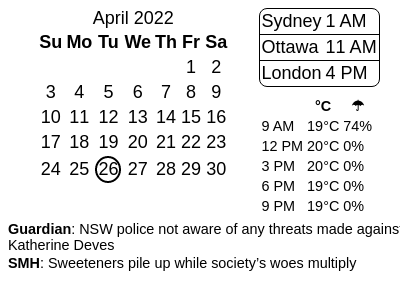 April 2022
Su Mo Tu We Th Fr Sa
1 2
3 4 5 6 7 8 9
10 11 12 13 14 15 16
17 18 19 20 21 22 23
24 25 26 27 28 29 30
Sydney 1 AM
Ottawa 11 AM
London 4 PM
°C ☂
9 AM 19°C 74%
12 PM 20°C 0%
3 PM 20°C 0%
6 PM 19°C 0%
9 PM 19°C 0%
Guardian: NSW police not aware of any threats made against
Katherine Deves
SMH: Sweeteners pile up while society’s woes multiply